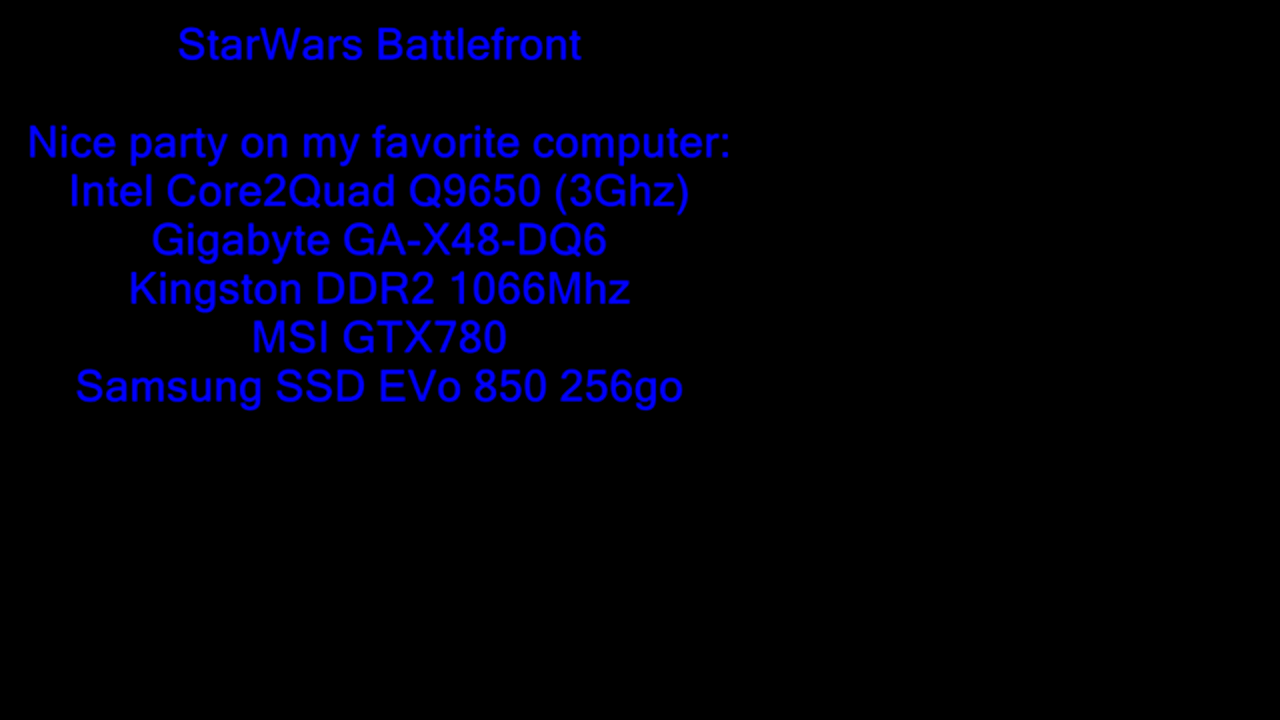 StarWars Battlefront
Nice party on my favorite computer:
Intel Core2Quad Q9650 (3Ghz)
Gigabyte GA-X48-DQ6
Kingston DDR2 1066Mhz
MSI GTX780
Samsung SSD EVo 850 256go